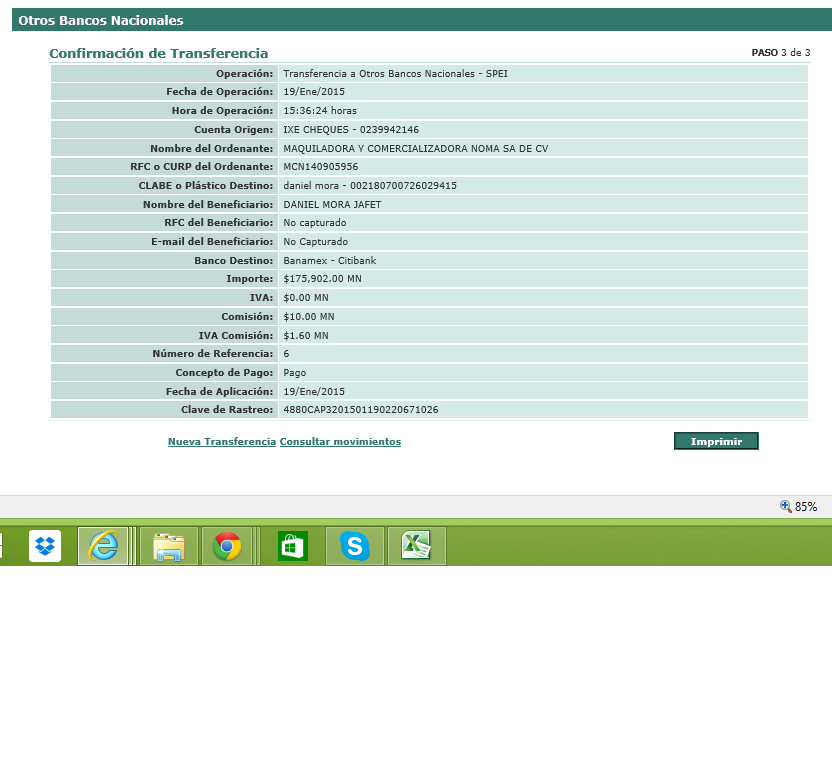 Otros Bancos Nacionales
Confirmación de Transferencia PASO 3 de 3
Operación: Transferencia a Otros Bancos Nacionales - SPEI
Fecha de Operación: 19/Ene/2015
Hora de Operación: 15:36:24 horas
Cuenta Origen: IXE CHEQUES - 0239942146
Nombre del Ordenante: MAQUILADORA Y COMERCIALIZADORA NOMA SA DE CV
RFC o CURP del Ordenante: MCN140905956
CLABE o Plástico Destino: daniel mora - 002180700726029415
Nombre del Beneficiario: DANIEL MORA JAFET
RFC del Beneficiario: No capturado
E-mail del Beneficiario: No Capturado
Banco Destino: Banamex - Citibank
Importe: $175,902.00 MN
IVA: $0.00 MN
Comisión: $10.00 MN
IVA Comisión: $1.60 MN
Número de Referencia: 6
Concepto de Pago: Pago
Fecha de Aplicación: 19/Ene/2015
Clave de Rastreo: 4880CAP3201501190220671026
Nueva Transferencia Consultar movimientos Imprimir
85%